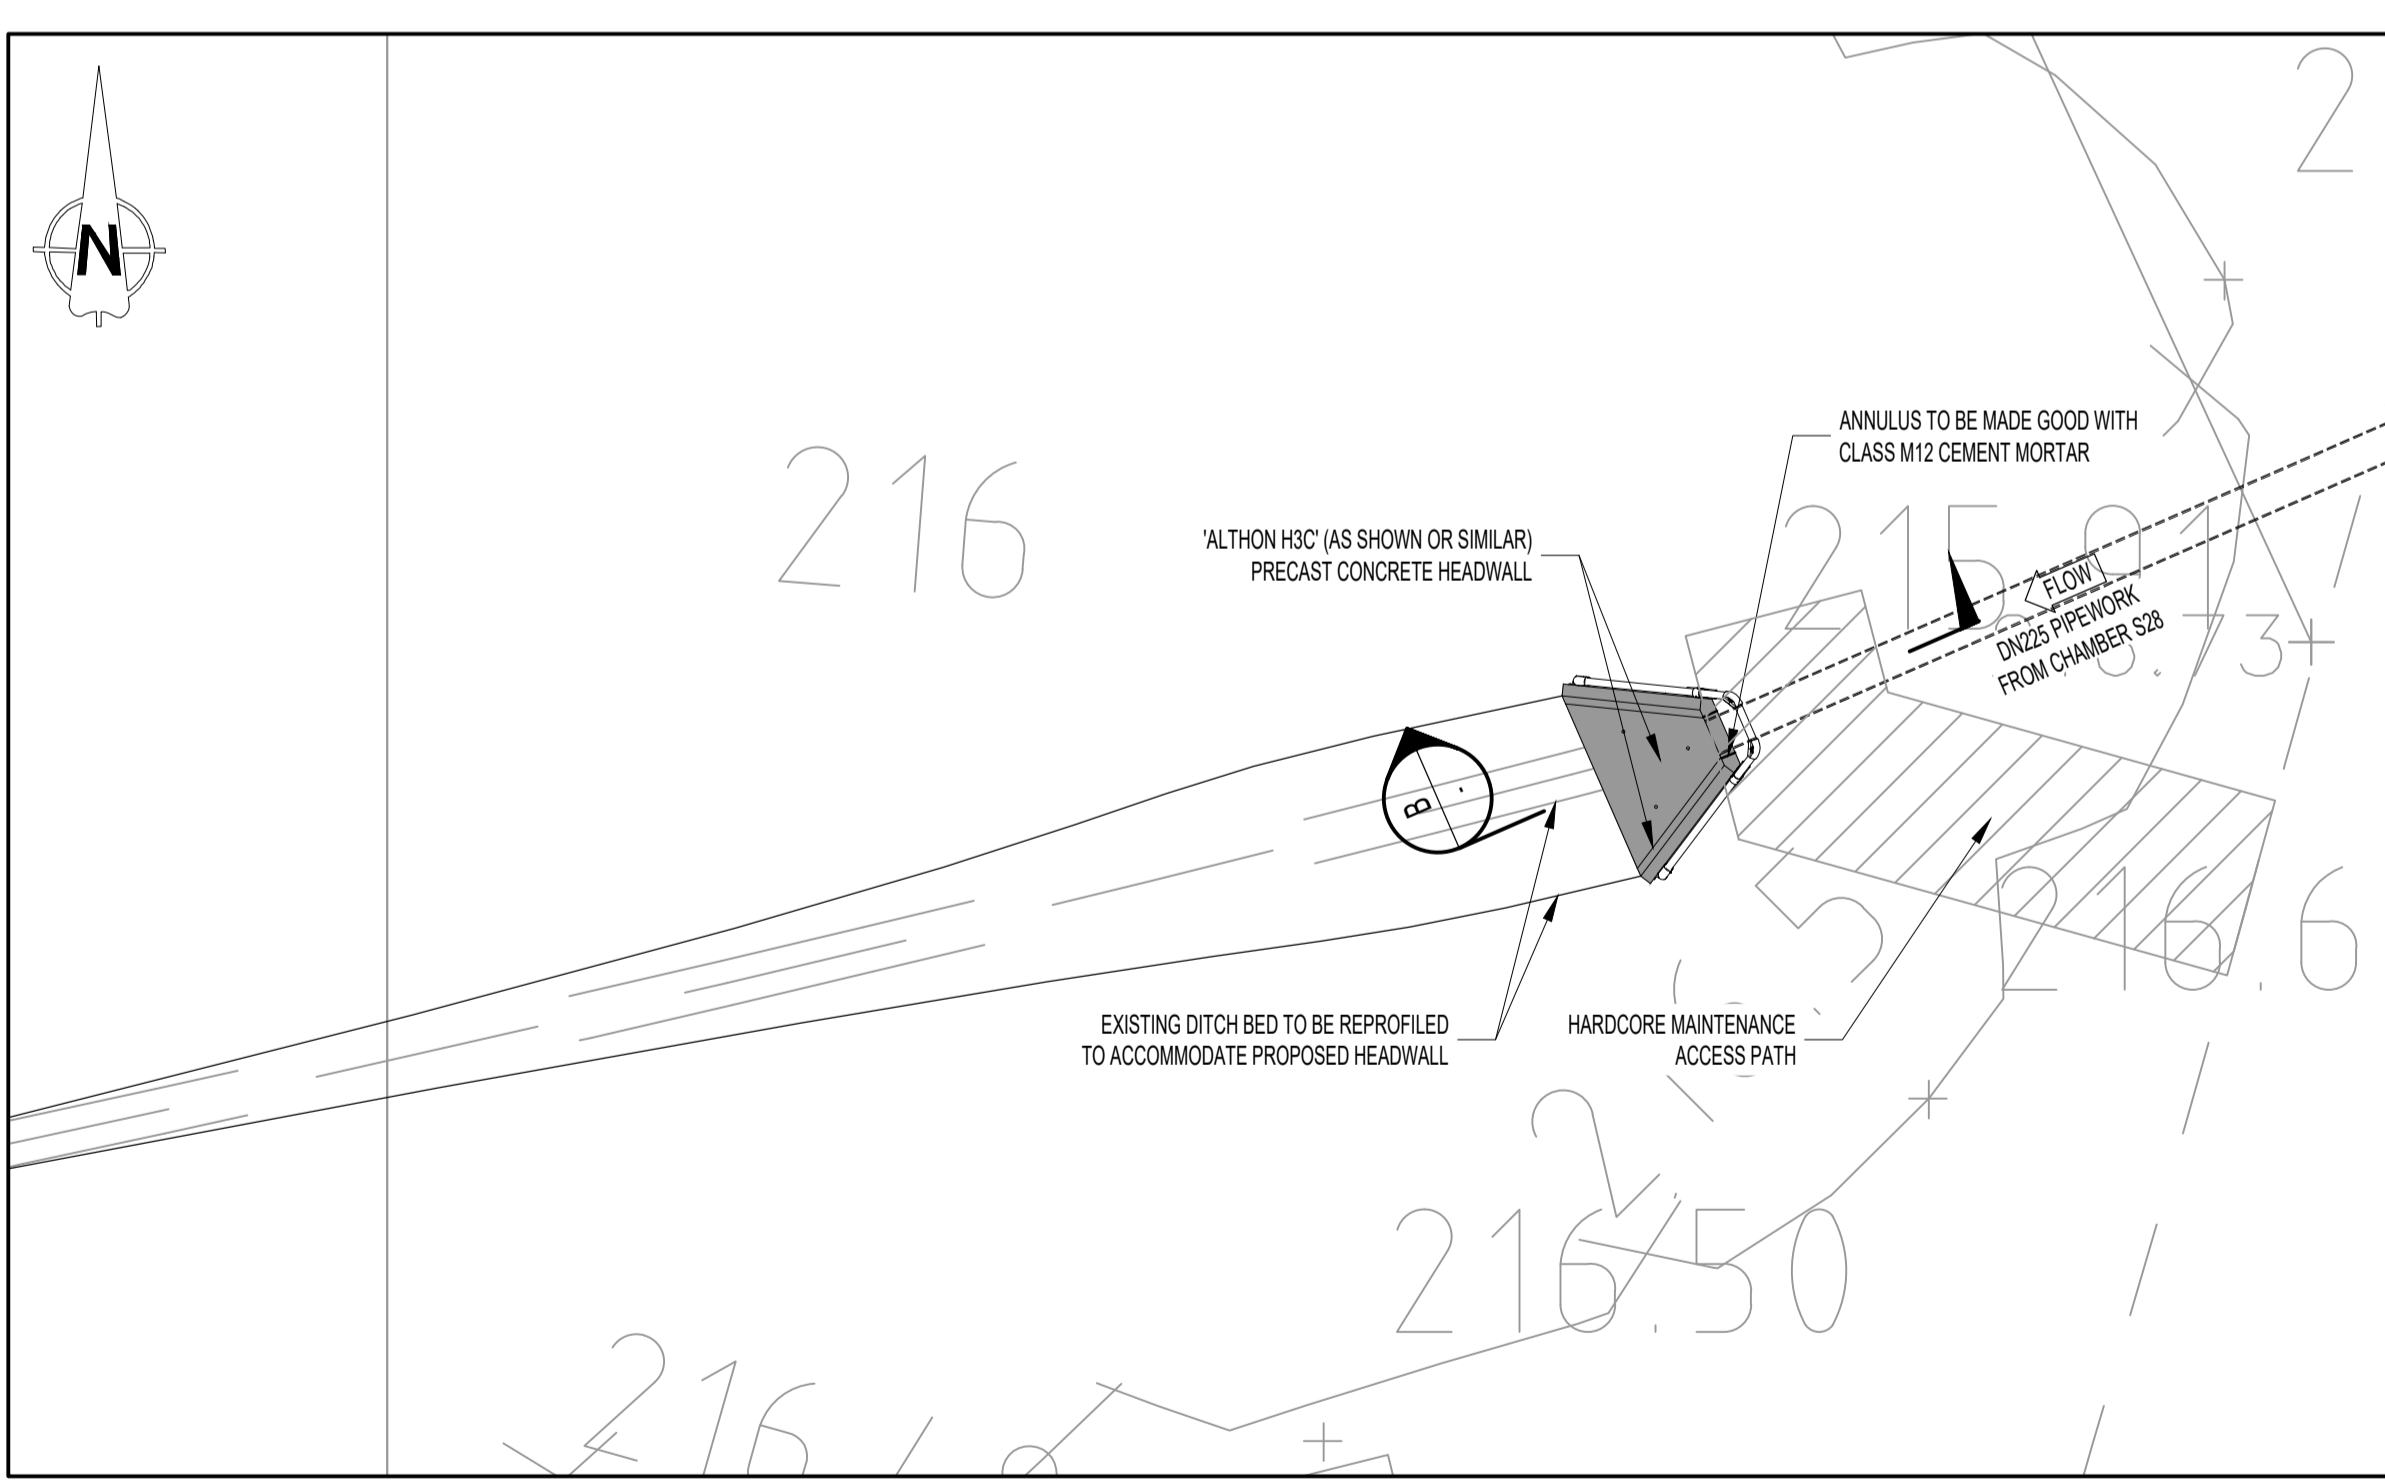 N
2
216
ANNULUS TO BE MADE GOOD WITH
CLASS M12 CEMENT MORTAR
'ALTHON H3C' (AS SHOWN OR SIMILAR)
PRECAST CONCRETE HEADWALL
FLOW
DN225 PIPEWORK
FROM CHAMBER S28
B
-
216.6
EXISTING DITCH BED TO BE REPROFILED
TO ACCOMMODATE PROPOSED HEADWALL
HARDCORE MAINTENANCE
ACCESS PATH
216.50
216